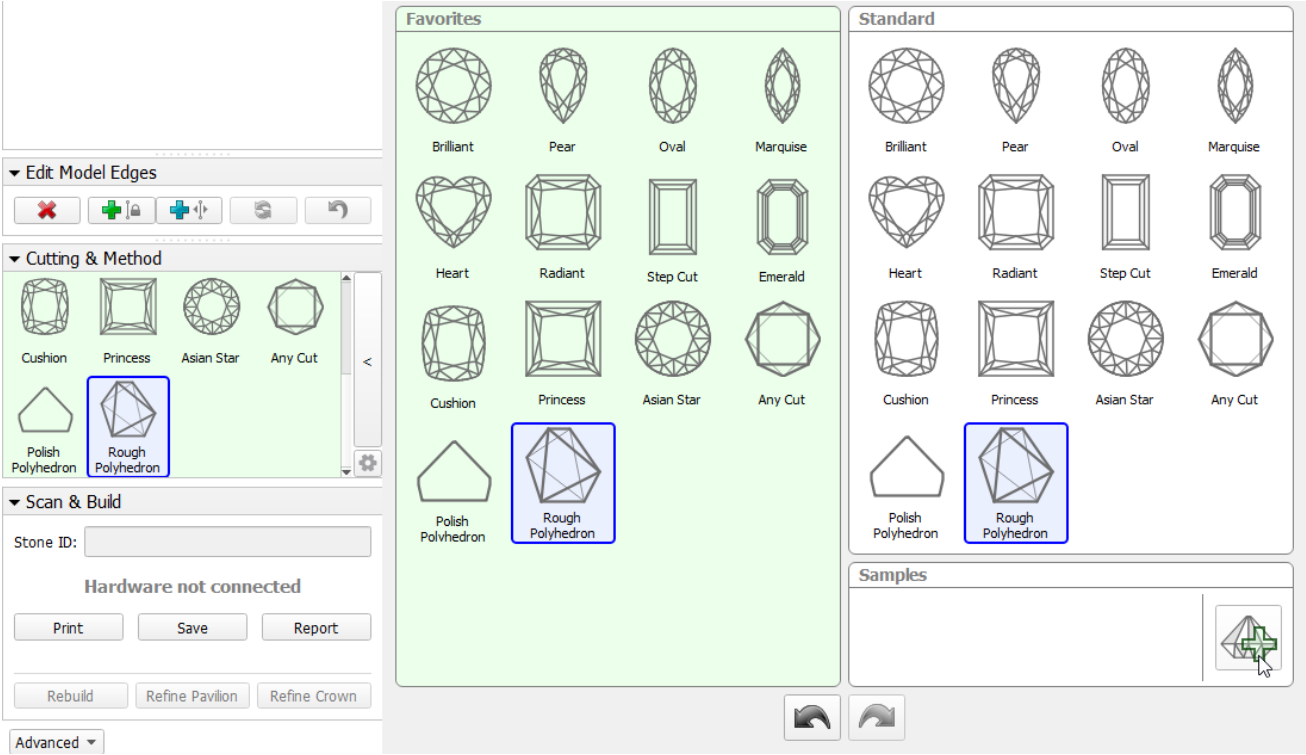 Edit Model Edges
Cutting & Method
Cushion Princess Asian Star Any Cut
<
Polish Rough
Polyhedron Polyhedron
Scan & Build
Stone ID:
Hardware not connected
Print Save Report
Rebuild Refine Pavilion Refine Crown
Advanced
Favorites
Brilliant Pear Oval Marquise
Heart Radiant Step Cut Emerald
Cushion Princess Asian Star Any Cut
Polish Rough
Polyhedron Polyhedron
Standard
Brilliant Pear Oval Marquise
Heart Radiant Step Cut Emerald
Cushion Princess Asian Star Any Cut
Polish Rough
Polyhedron Polyhedron
Samples